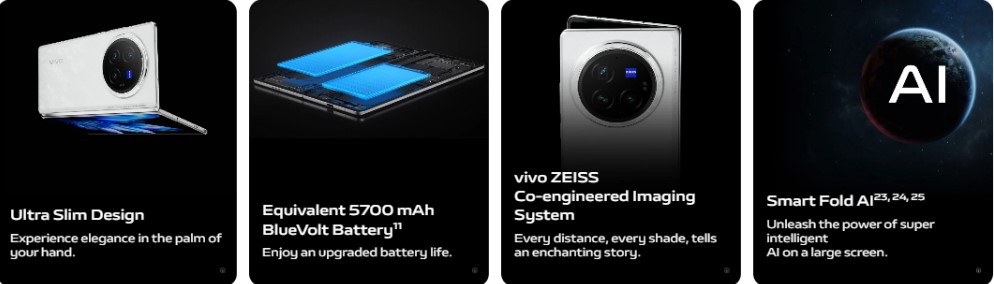 Ultra Slim Design
Experience elegance in the palm of
your hand.
Equivalent 5700 mAh
BlueVolt Battery11
Enjoy an upgraded battery life.
ZEISS
vivo ZEISS
Co-engineered Imaging
System
Every distance, every shade, tells
an enchanting story.
AI
Smart Fold AI23, 24, 25
Unleash the power of super
intelligent
AI on a large screen.